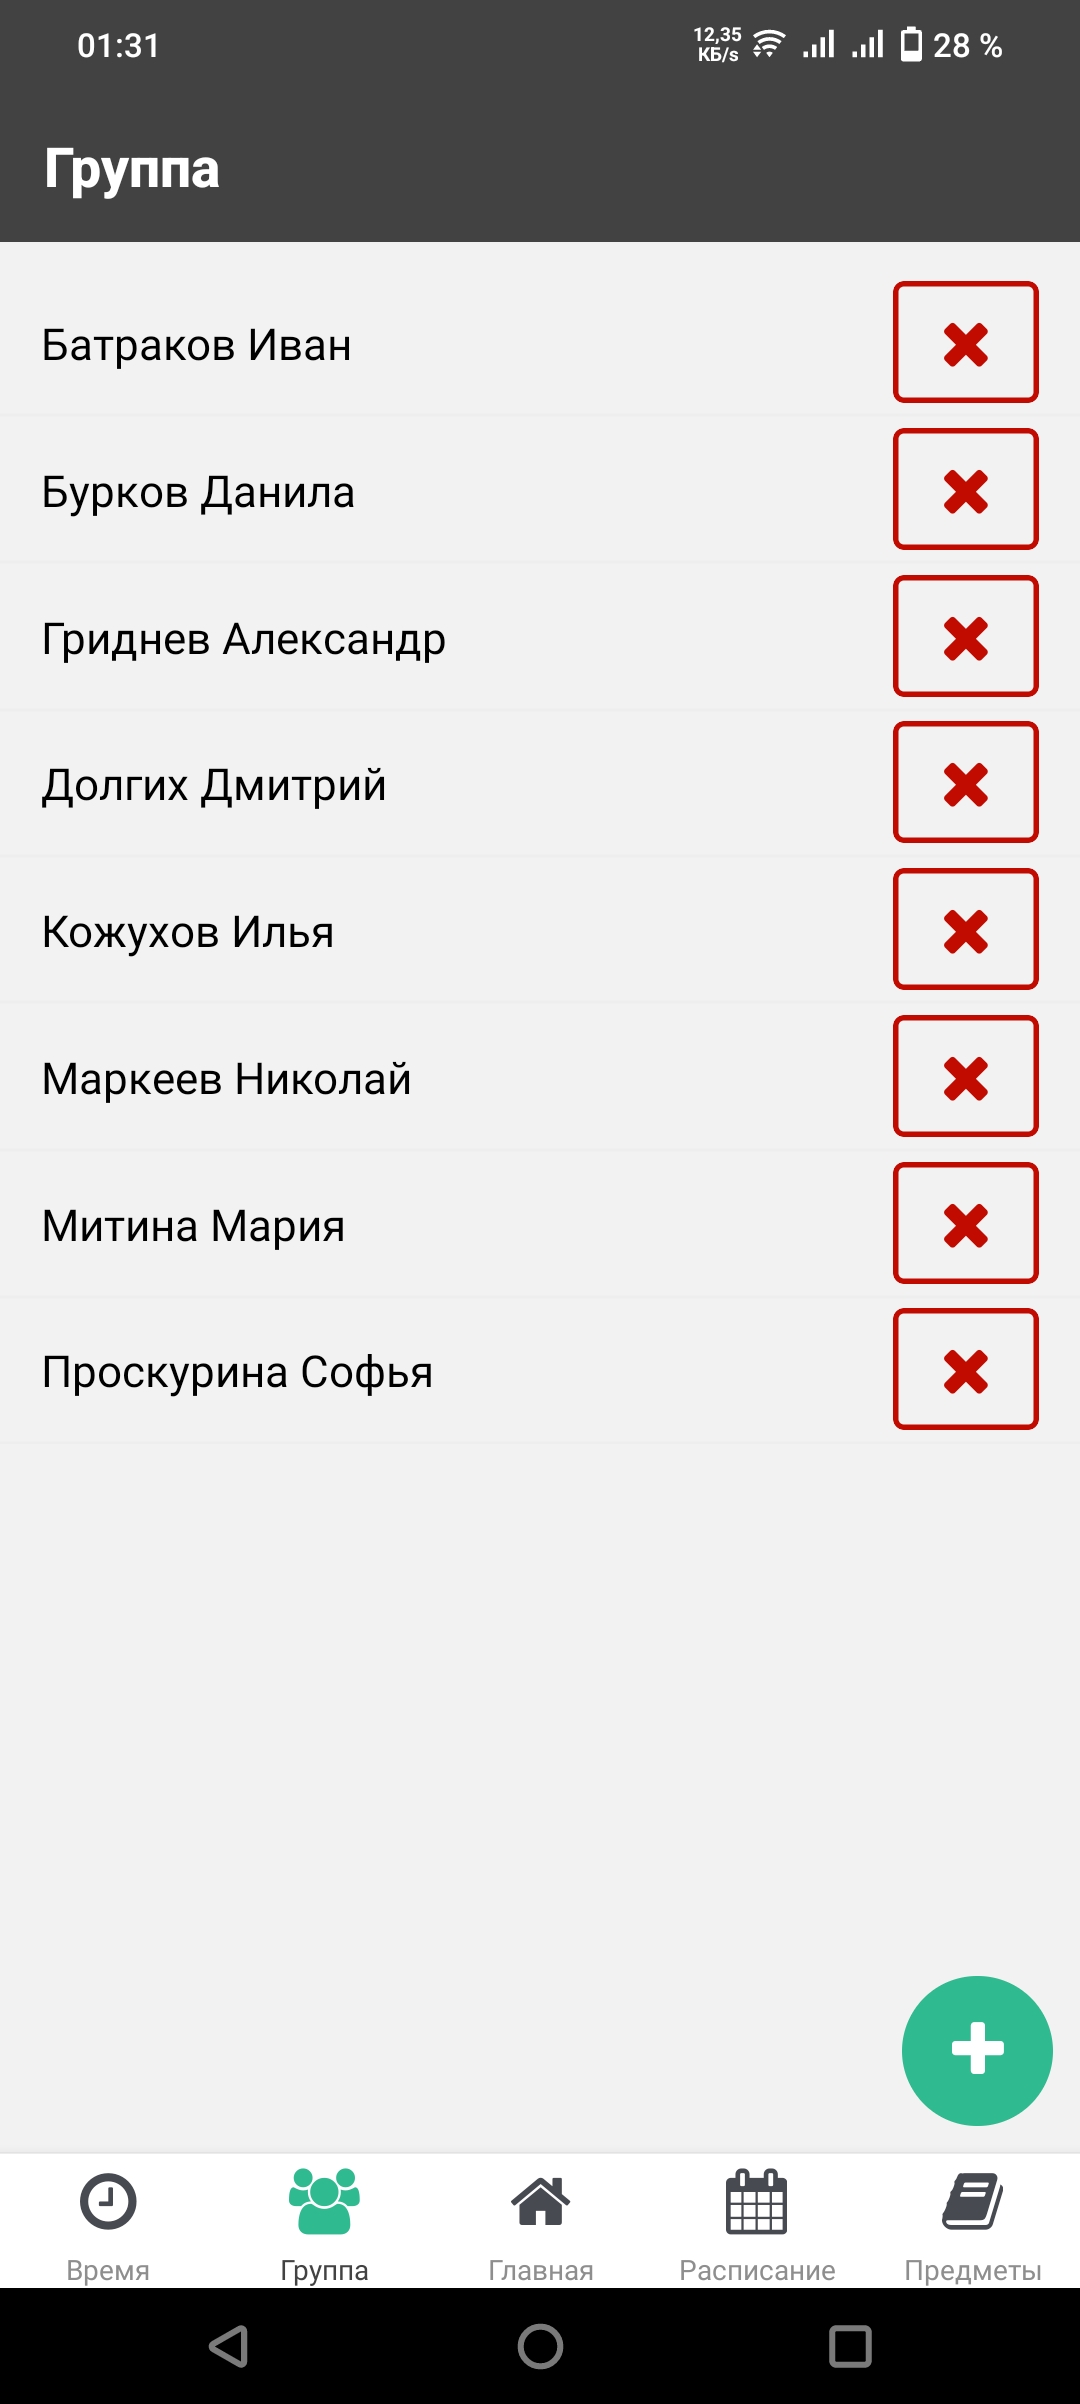 01:31
12,35
КБ/s
28 %
Группа
Батраков Иван
Бурков Данила
Гриднев Александр
Долгих Дмитрий
Кожухов Илья
Маркеев Николай
Митина Мария
Проскурина Софья
Время
Группа
Главная
Расписание
Предметы